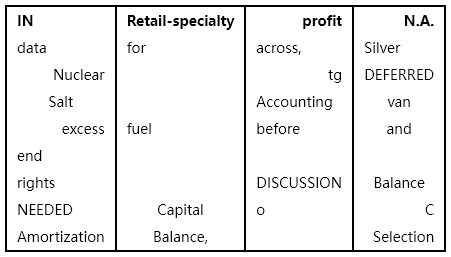 IN Retail-specialty profit N.A.
data for across, Silver
Nuclear tg DEFERRED
Salt Accounting van
excess fuel before and
end
rights DISCUSSION Balance
NEEDED Capital o C
Amortization Balance, Selection